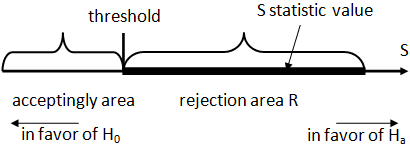 threshold
S statistic value
S
acceptingly area
rejection area R
in favor of H₀
in favor of Hₐ